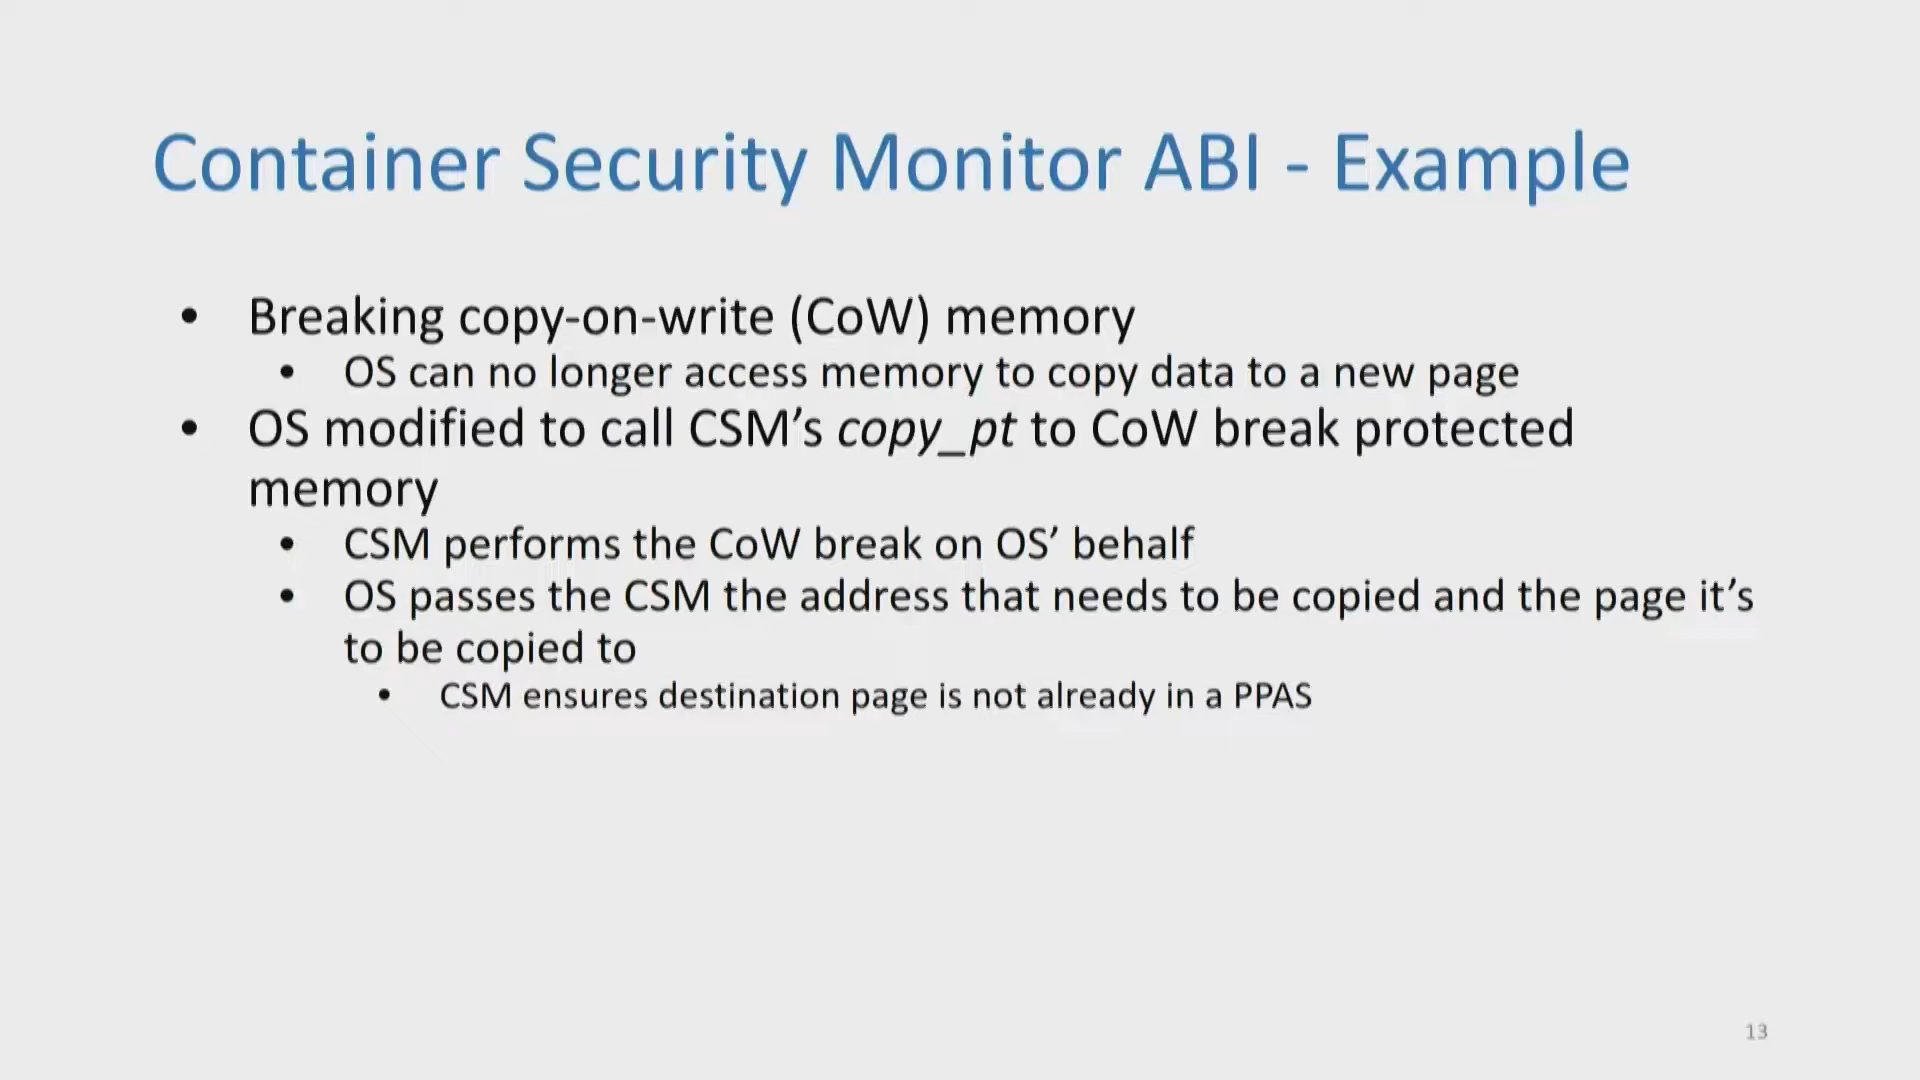 Container Security Monitor ABI - Example
• Breaking copy-on-write (CoW) memory
• OS can no longer access memory to copy data to a new page
• OS modified to call CSM’s copy_pt to CoW break protected
memory
• CSM performs the CoW break on OS’ behalf
• OS passes the CSM the address that needs to be copied and the page it’s
to be copied to
• CSM ensures destination page is not already in a PPAS
13